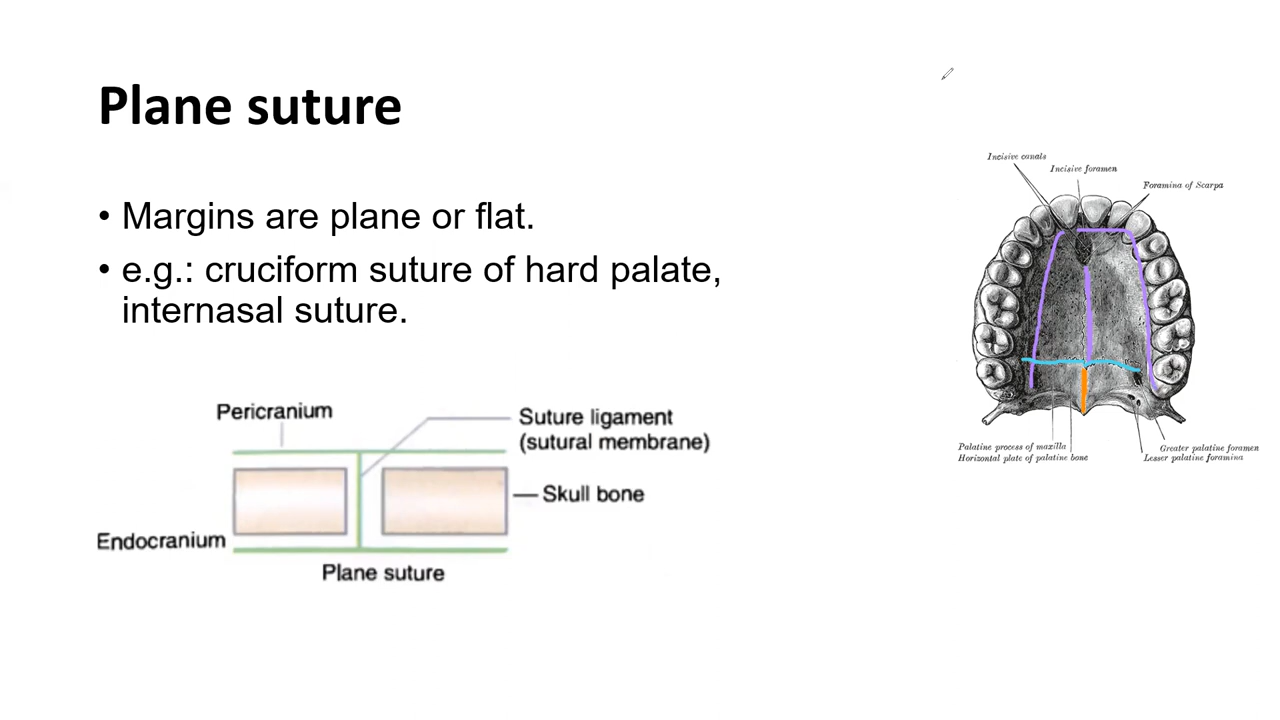 Plane suture
• Margins are plane or flat.
• e.g.: cruciform suture of hard palate,
internasal suture.
Pericranium
Suture ligament
(sutural membrane)
Skull bone
Endocranium
Plane suture
Incisive canals
Incisive foramen
Foramina of Scarpa
Palatine process of maxilla
Horizontal plate of palatine bone
Greater palatine foramen
Lesser palatine foramina